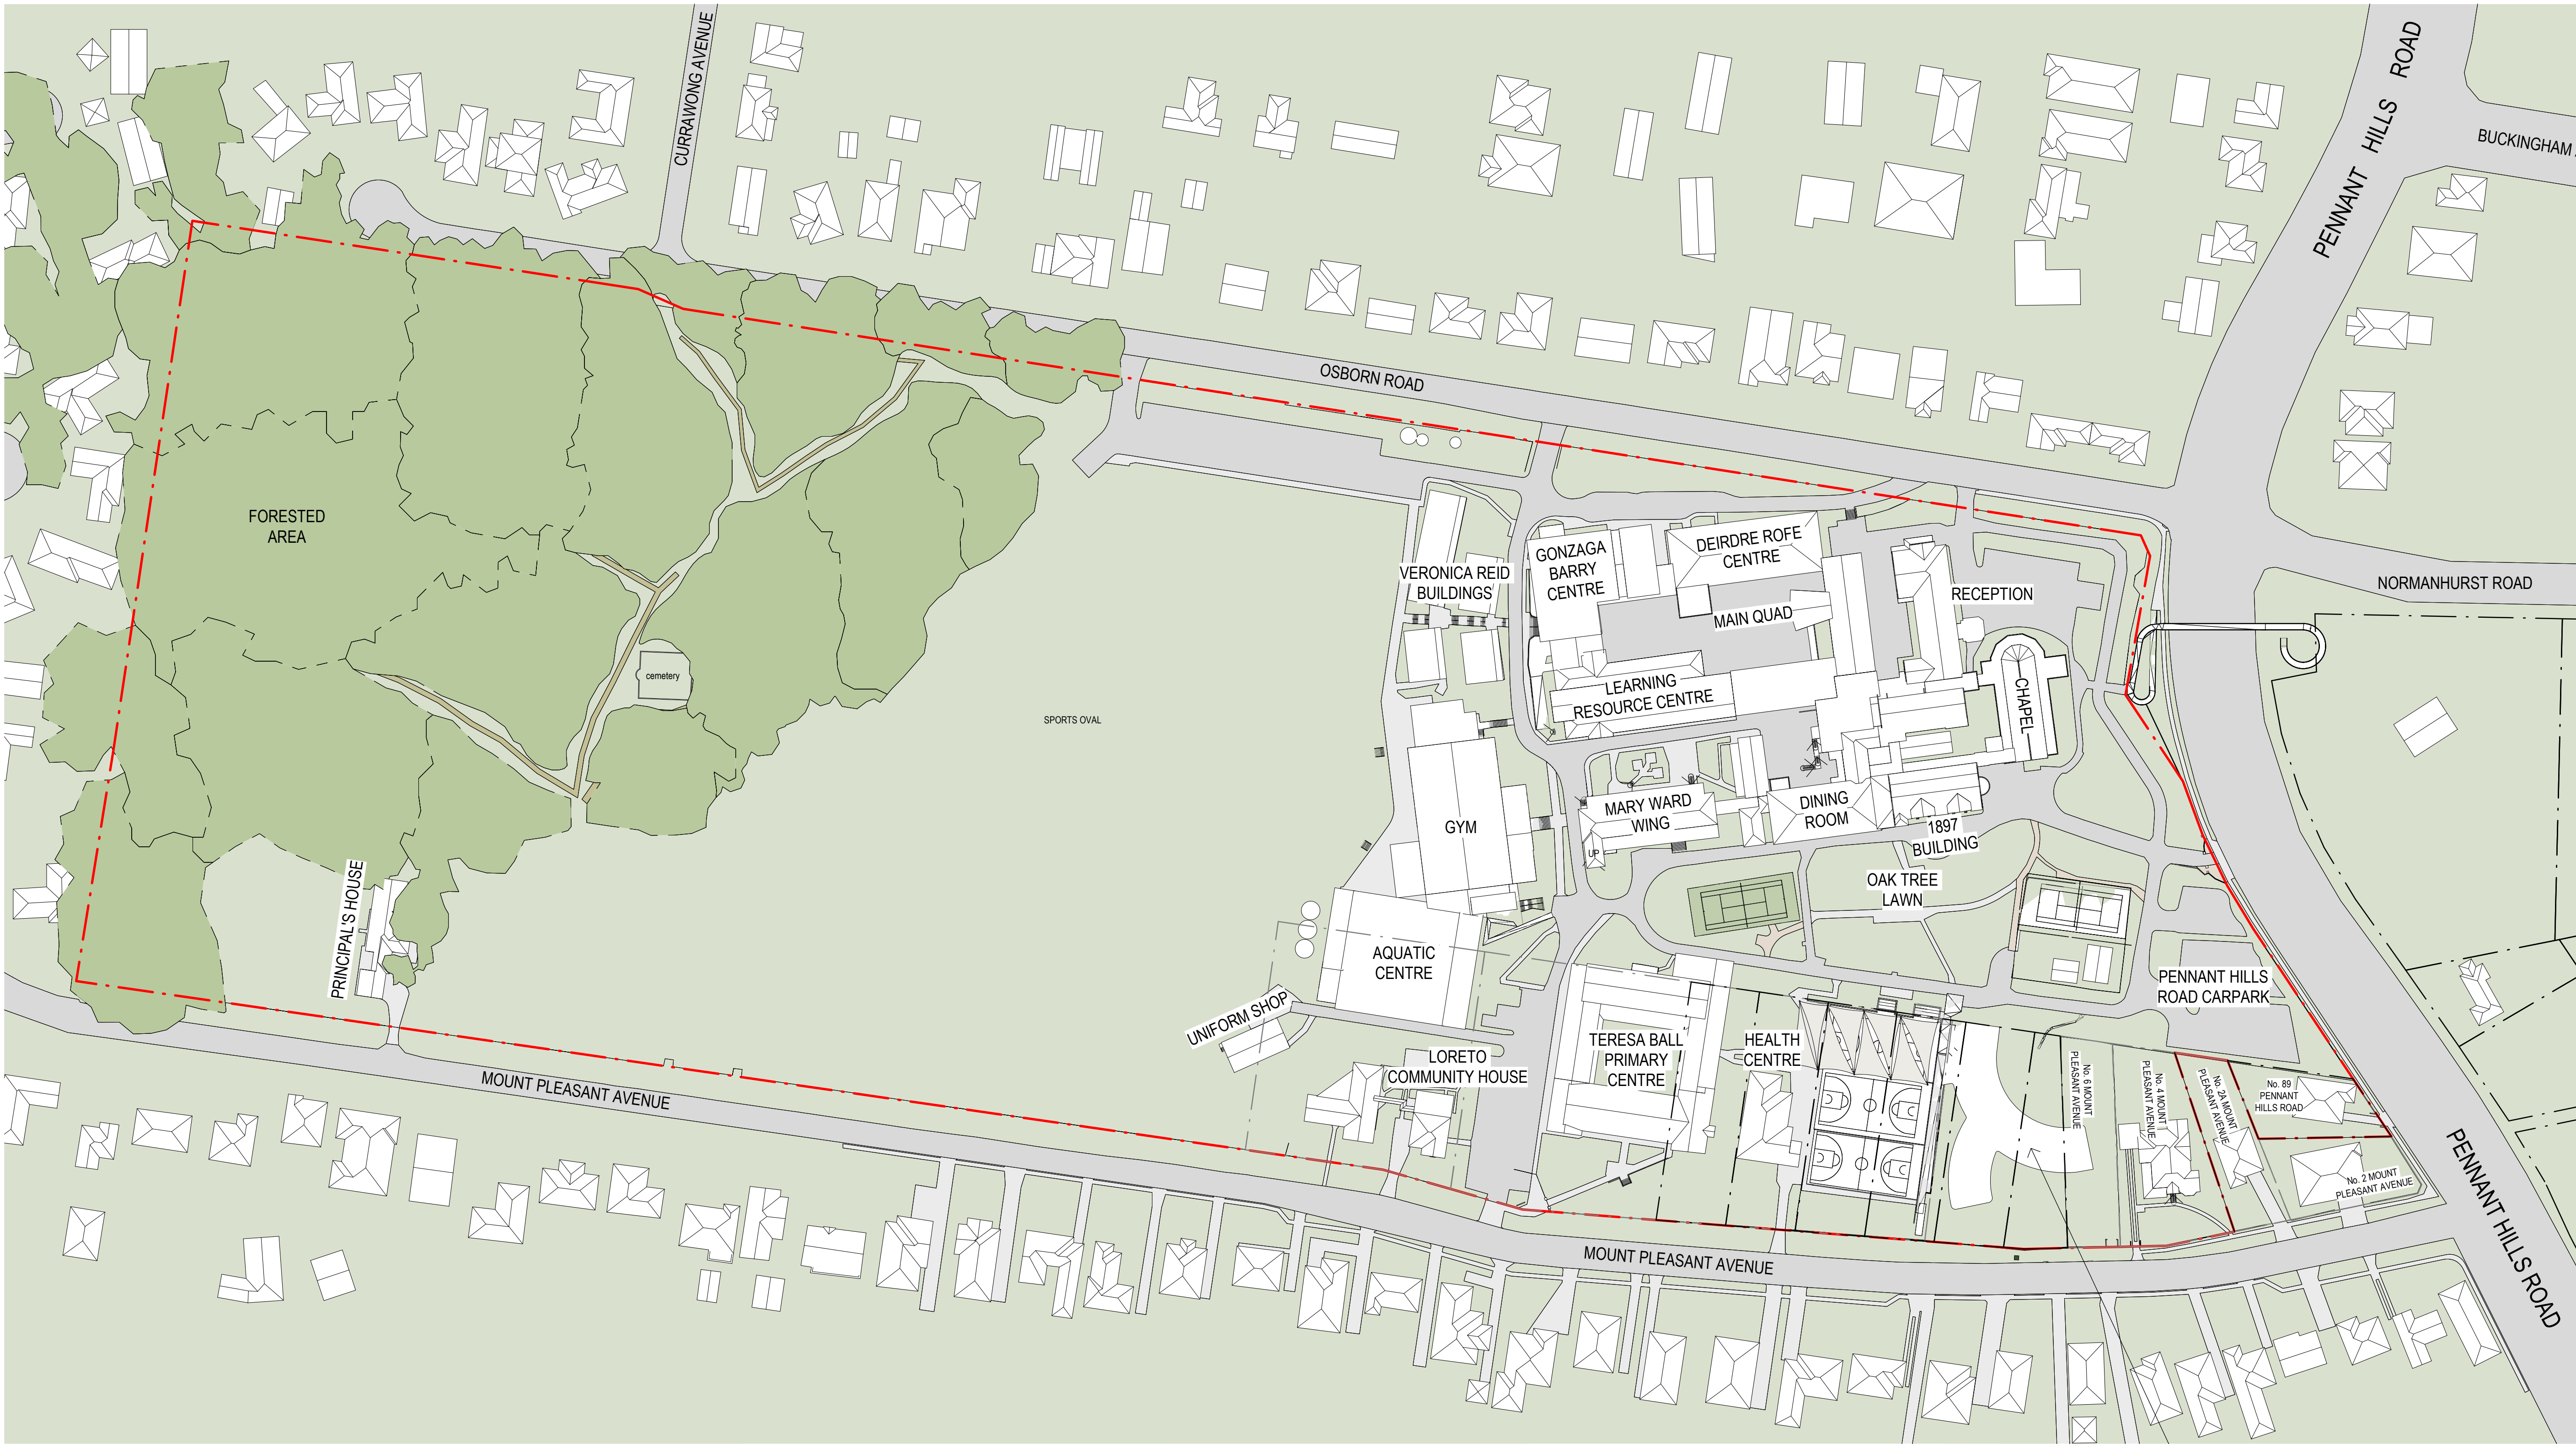 CURRAWONG AVENUE
PENNANT HILLS ROAD
BUCKINGHAM
OSBORN ROAD
FORESTED
AREA
VERONICA REID
BUILDINGS
GONZAGA
BARRY
CENTRE
DEIRDRE ROFE
CENTRE
MAIN QUAD
RECEPTION
NORMANHURST ROAD
cemetery
SPORTS OVAL
LEARNING
RESOURCE CENTRE
CHAPEL
GYM
MARY WARD
WING
UP
DINING
ROOM
1897
BUILDING
OAK TREE
LAWN
PRINCIPAL'S HOUSE
AQUATIC
CENTRE
PENNANT HILLS
ROAD CARPARK
UNIFORM SHOP
LORETO
COMMUNITY HOUSE
TERESA BALL
PRIMARY
CENTRE
HEALTH
CENTRE
No. 6 MOUNT
PLEASANT AVENUE
No. 4 MOUNT
PLEASANT AVENUE
No. 2A MOUNT
PLEASANT AVENUE
No. 89
PENNANT
HILLS ROAD
No. 2 MOUNT
PLEASANT AVENUE
MOUNT PLEASANT AVENUE
MOUNT PLEASANT AVENUE
PENNANT HILLS ROAD